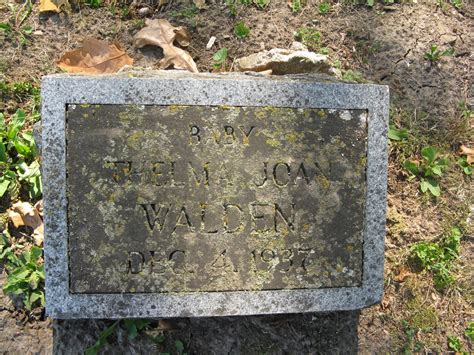 BABY
THELMA JOAN
WALDEN
DEC. 4, 1937